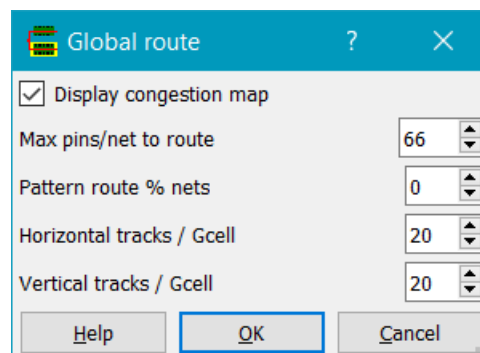 Global route ?
Display congestion map
Max pins/net to route 66
Pattern route % nets 0
Horizontal tracks / Gcell 20
Vertical tracks / Gcell 20
Help OK Cancel